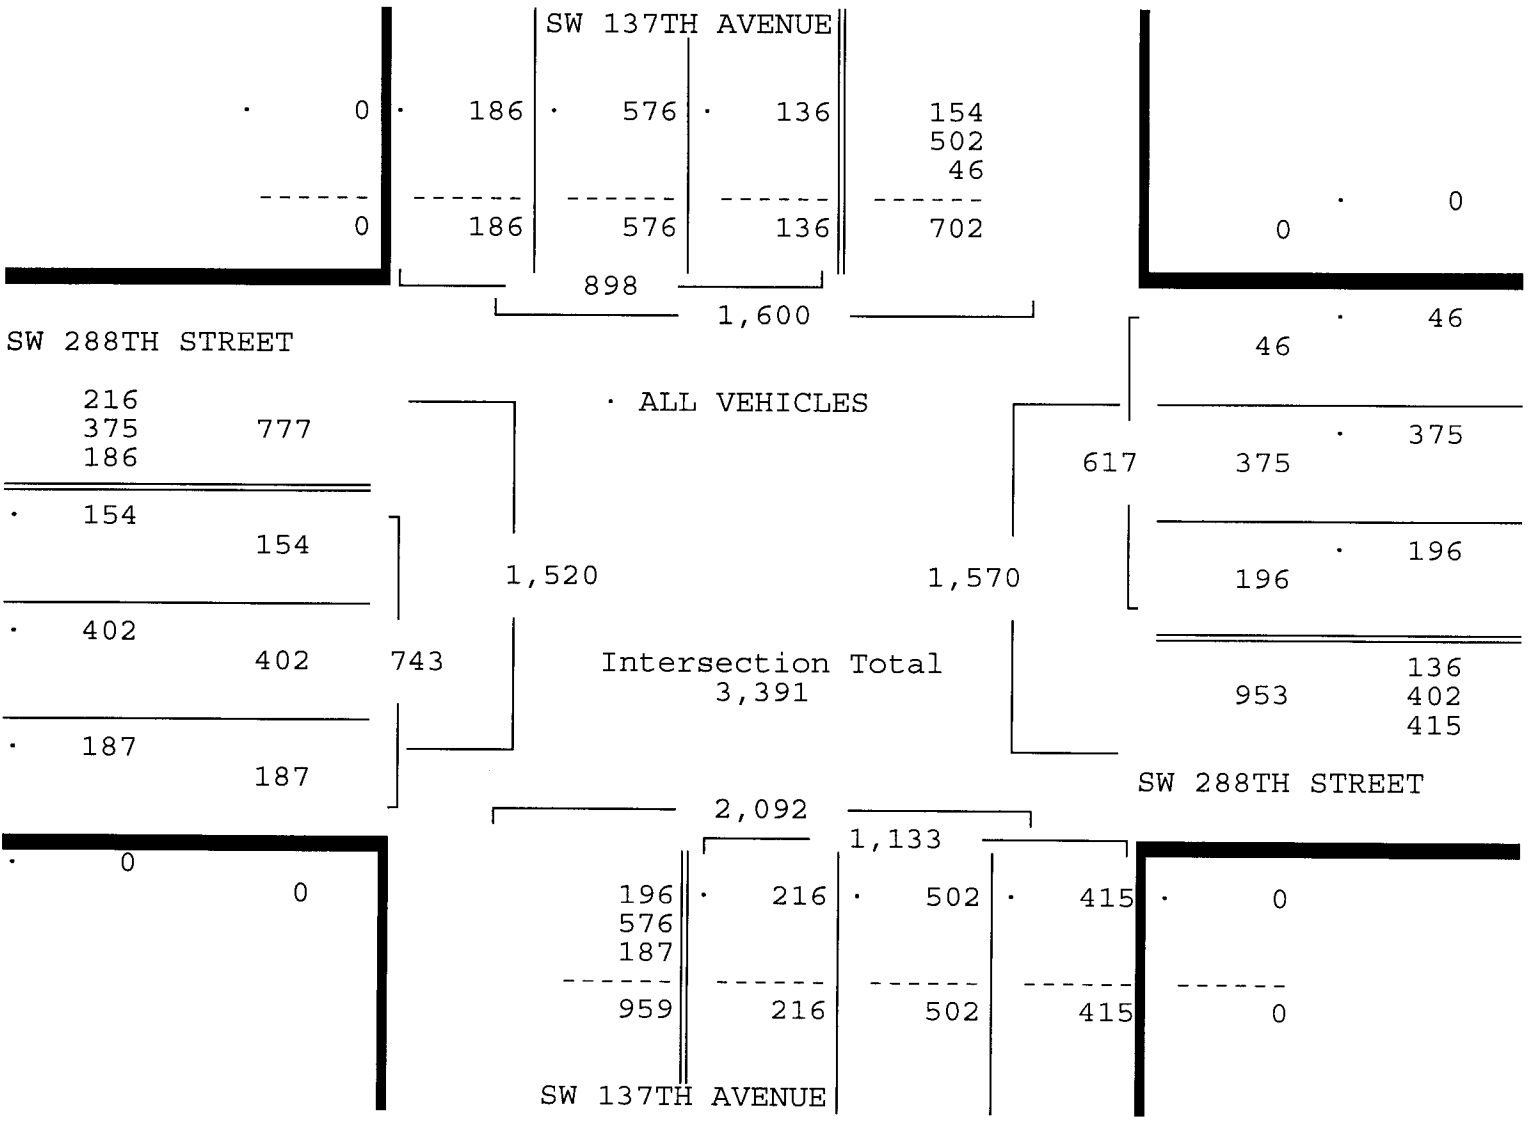 SW 137TH AVENUE
· 0 · 186 · 576 · 136 154
502
46
------ ------ ------ ------ ------
0 186 576 136 702
· 0
0
898
1,600
SW 288TH STREET
· 46
46
216
375 777
186
· ALL VEHICLES
· 375
617 375
· 154
154
· 196
196
1,520 1,570
· 402
402 743
Intersection Total
3,391
136
953 402
415
· 187
187
SW 288TH STREET
2,092
1,133
· 0
0
196 · 216 · 502 · 415 · 0
576
187
------ ------ ------ ------ ------
959 216 502 415 0
SW 137TH AVENUE